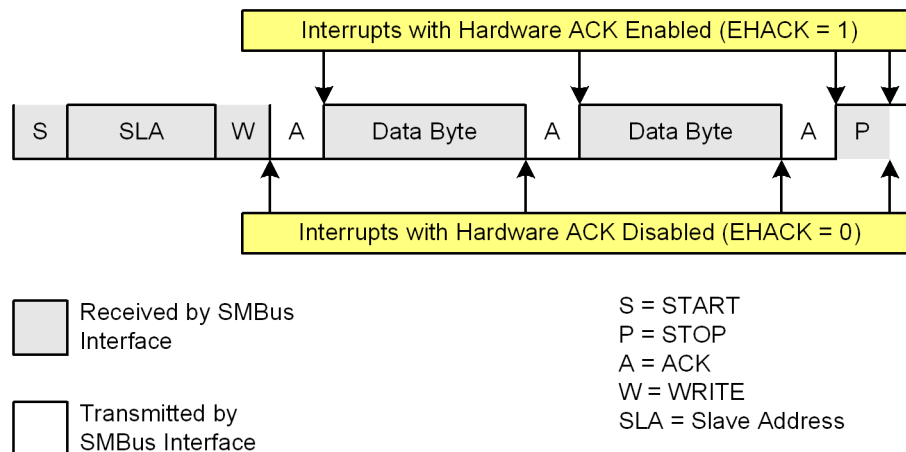 Interrupts with Hardware ACK Enabled (EHACK = 1)
S SLA W A Data Byte A Data Byte A P
Interrupts with Hardware ACK Disabled (EHACK = 0)
Received by SMBus
Interface
Transmitted by
SMBus Interface
S = START
P = STOP
A = ACK
W = WRITE
SLA = Slave Address